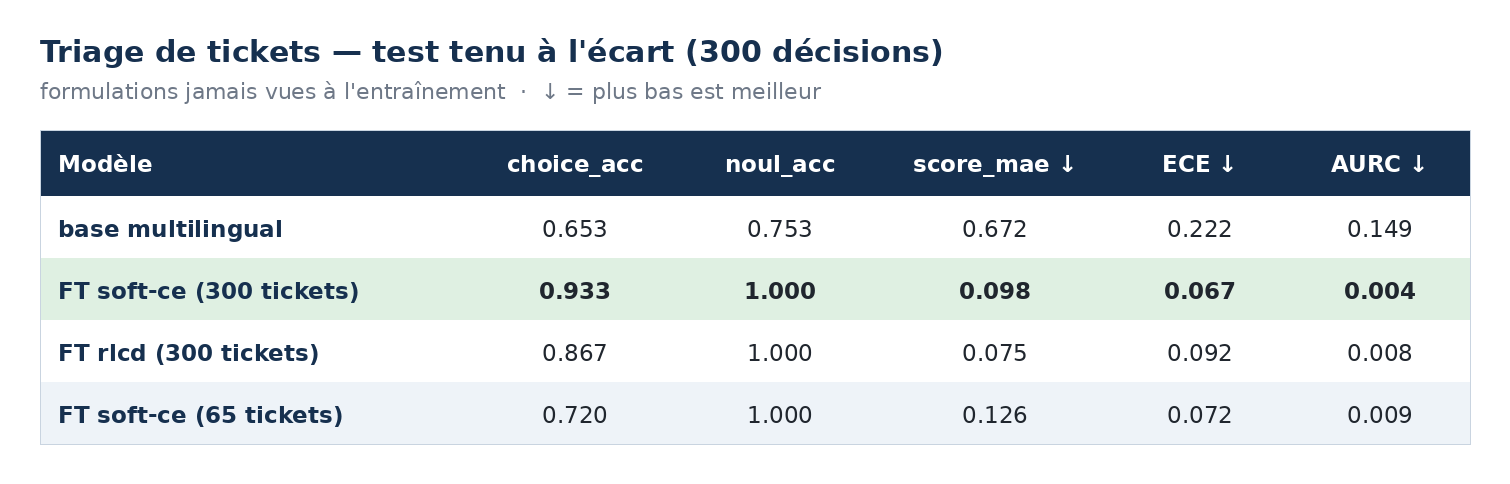 Triage de tickets — test tenu à l'écart (300 décisions)
formulations jamais vues à l'entraînement · ↓ = plus bas est meilleur
Modèle choice_acc noul_acc score_mae ↓ ECE ↓ AURC ↓
base multilingual 0.653 0.753 0.672 0.222 0.149
FT soft-ce (300 tickets) 0.933 1.000 0.098 0.067 0.004
FT rlcd (300 tickets) 0.867 1.000 0.075 0.092 0.008
FT soft-ce (65 tickets) 0.720 1.000 0.126 0.072 0.009